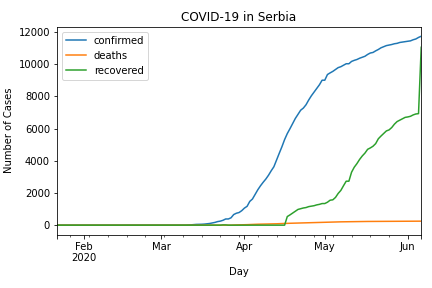 COVID-19 in Serbia
confirmed
deaths
recovered
Number of Cases
12000
10000
8000
6000
4000
2000
0
Feb
2020
Mar
Apr
May
Jun
Day